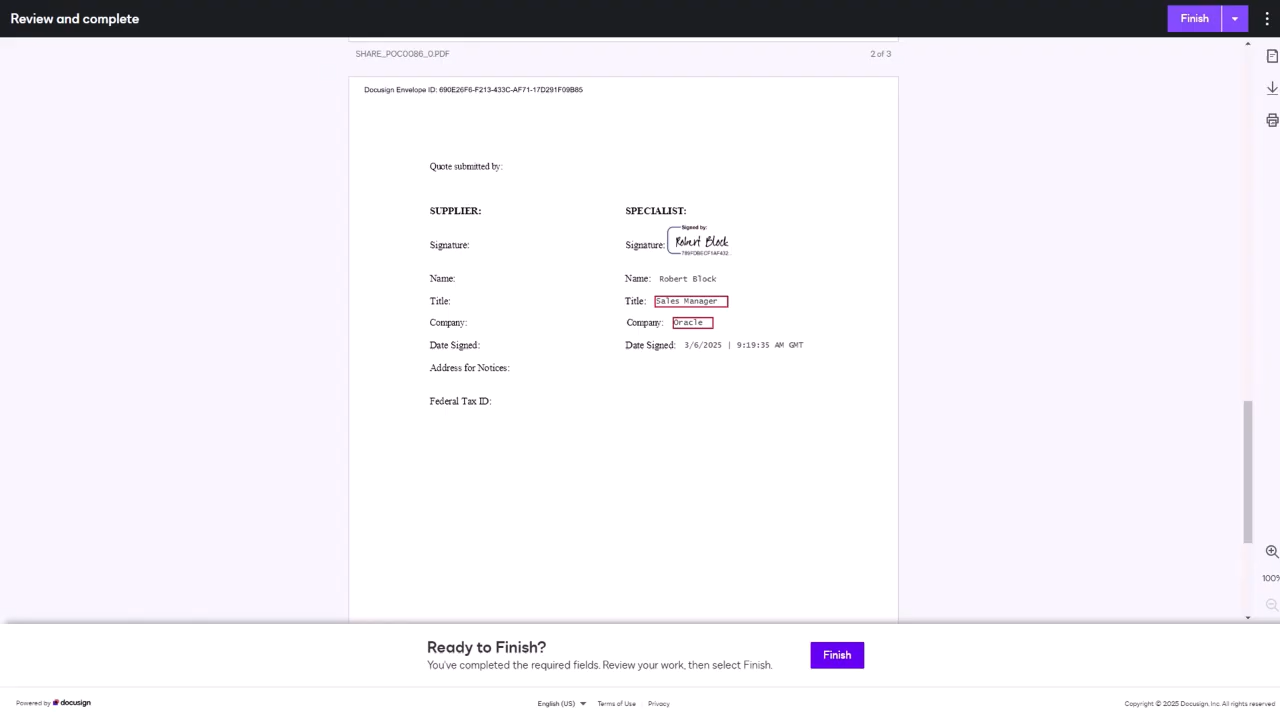 Review and complete
Finish
SHARE_POC0086_0.PDF 2 of 3
Docusign Envelope ID: 690E26F6-F213-433C-AF71-17D291F09B85
Quote submitted by:
SUPPLIER: SPECIALIST:
Signed by:
Signature: Signature: Robert Block
799FDBECF1AF432...
Name: Name: Robert Block
Title: Title: Sales Manager
Company: Company: Oracle
Date Signed: Date Signed: 3/6/2025 | 9:19:35 AM GMT
Address for Notices:
Federal Tax ID:
100%
Ready to Finish?
You've completed the required fields. Review your work, then select Finish.
Finish
Powered by docusign English (US) Terms of Use Privacy Copyright © 2025 Docusign, Inc. All rights reserved